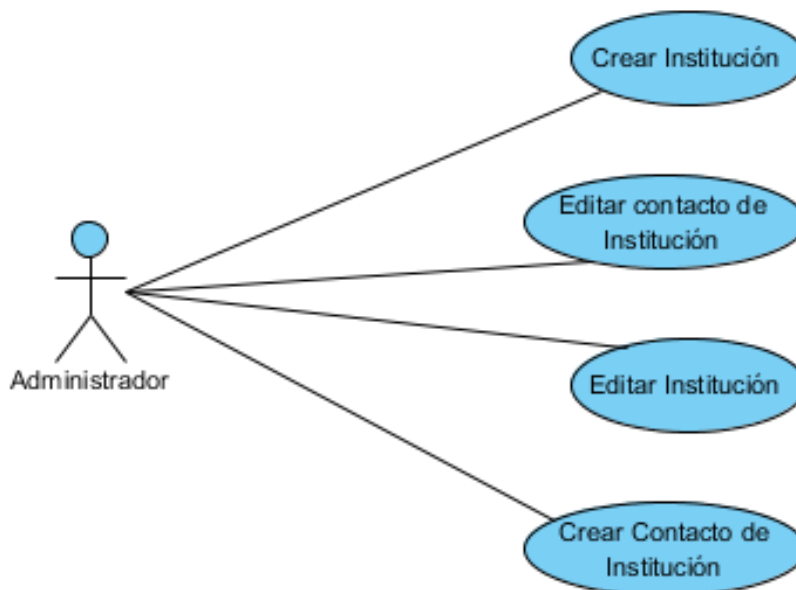 Crear Institución
Editar contacto de
Institución
Administrador
Editar Institución
Crear Contacto de
Institución